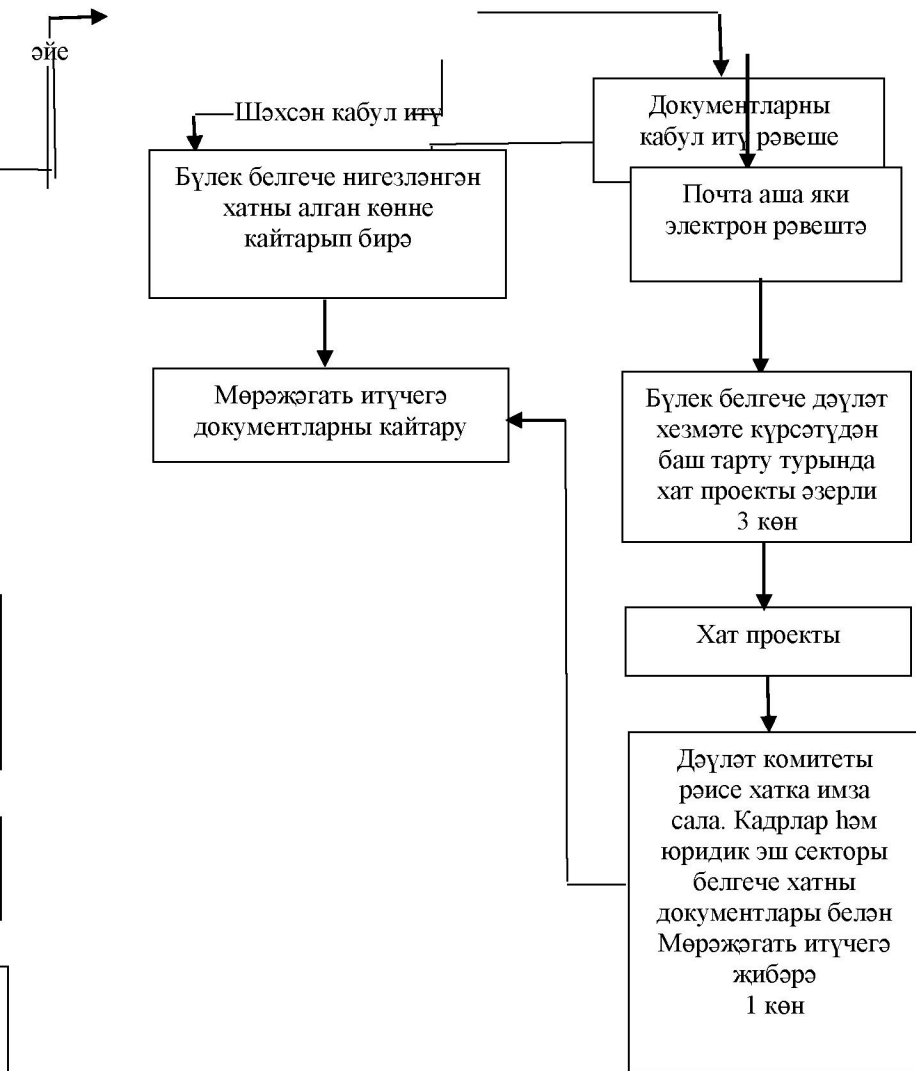 әйе
Шәхсән кабул итү
Документларны
кабул итү рәвеше
Бүлек белгече нигезләнгән
хатны алган көнне
кайтарып бирә
Почта аша яки
электрон рәвештә
Мөрәҗәгать итүчегә
документларны кайтару
Бүлек белгече дәүләт
хезмәте күрсәтүдән
баш тарту турында
хат проекты әзерли
3 көн
Хат проекты
Дәүләт комитеты
рәисе хатка имза
сала. Кадрлар һәм
юридик эш секторы
белгече хатны
документлары белән
Мөрәҗәгать итүчегә
җибәрә
1 көн